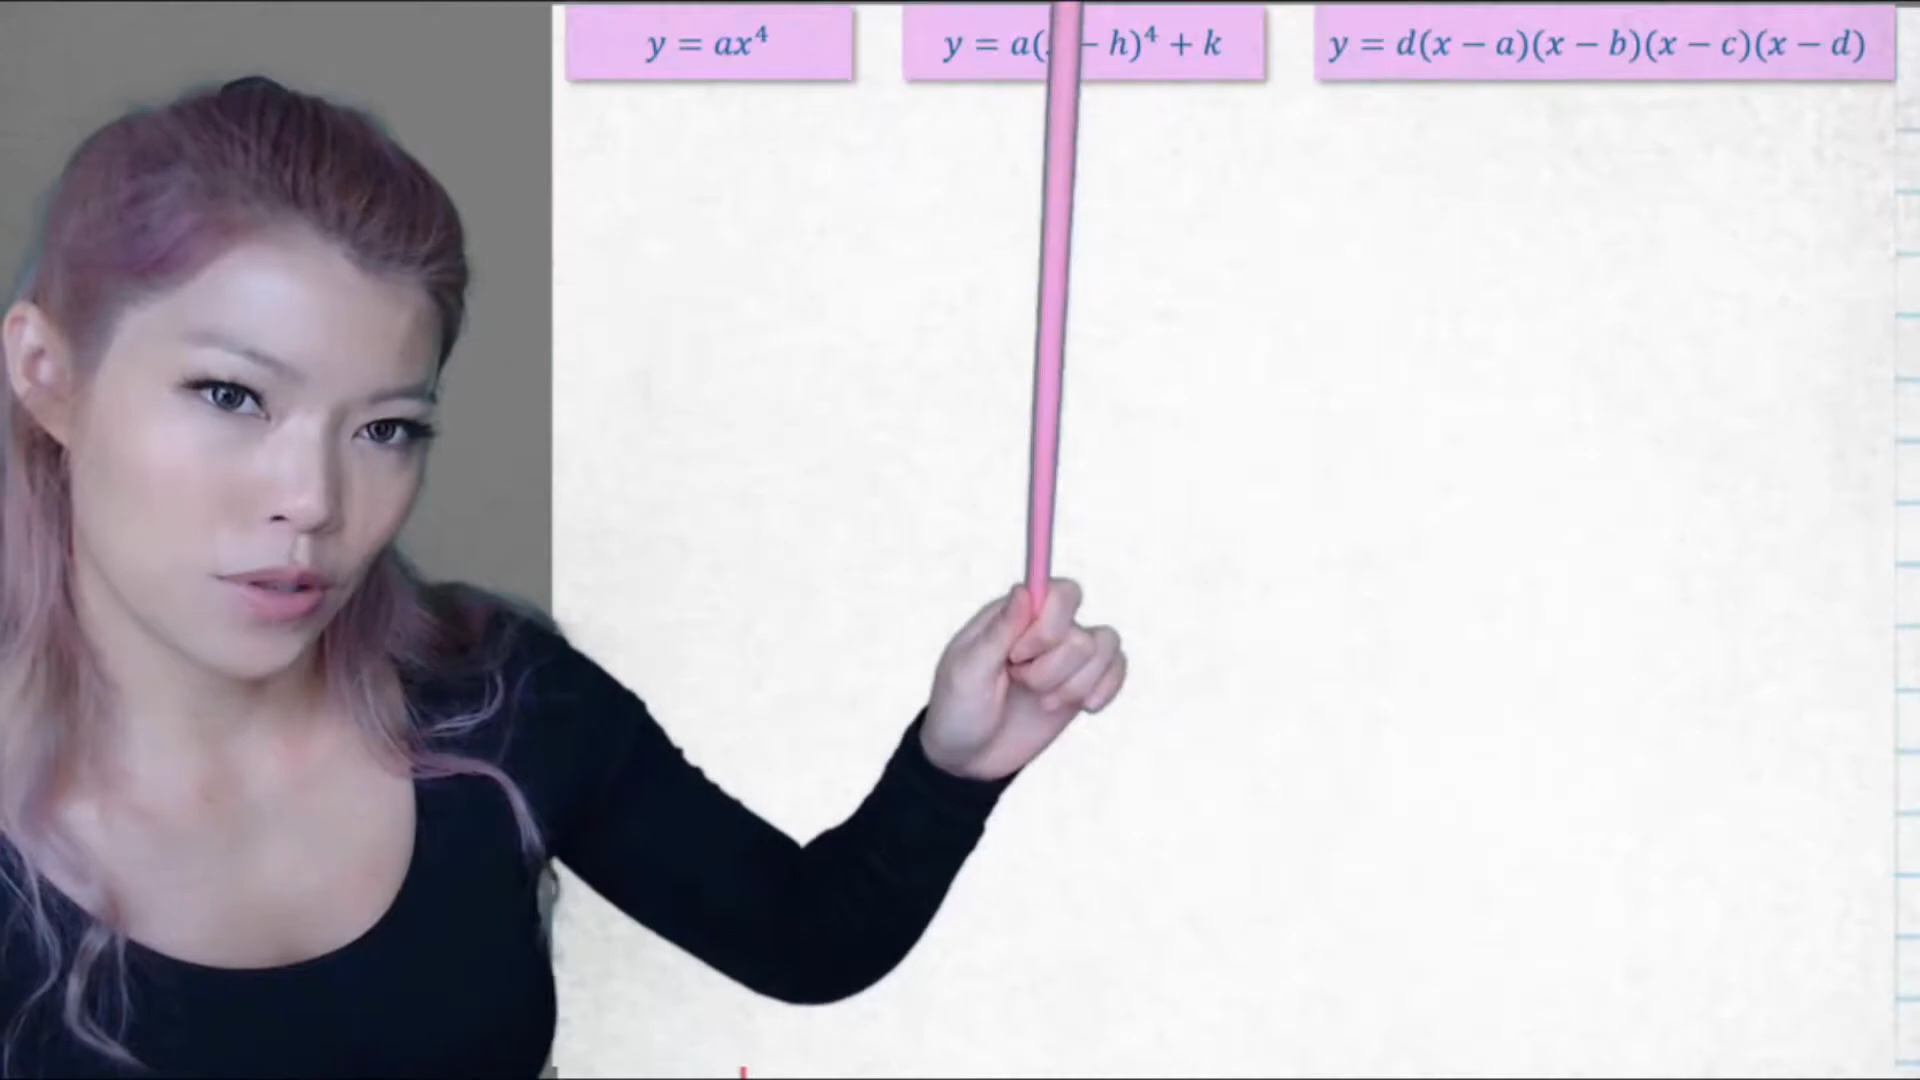 y = ax⁴
y = a( – h)⁴ + k
y = d(x – a)(x – b)(x – c)(x – d)